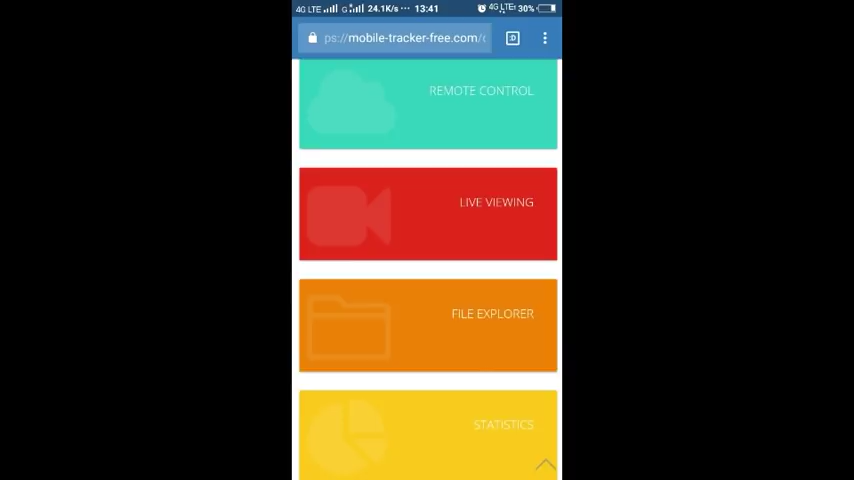 4G LTE G 24.1K/s ··· 13:41 4G LTE 30%
ps://mobile-tracker-free.com/
:D
REMOTE CONTROL
LIVE VIEWING
FILE EXPLORER
STATISTICS